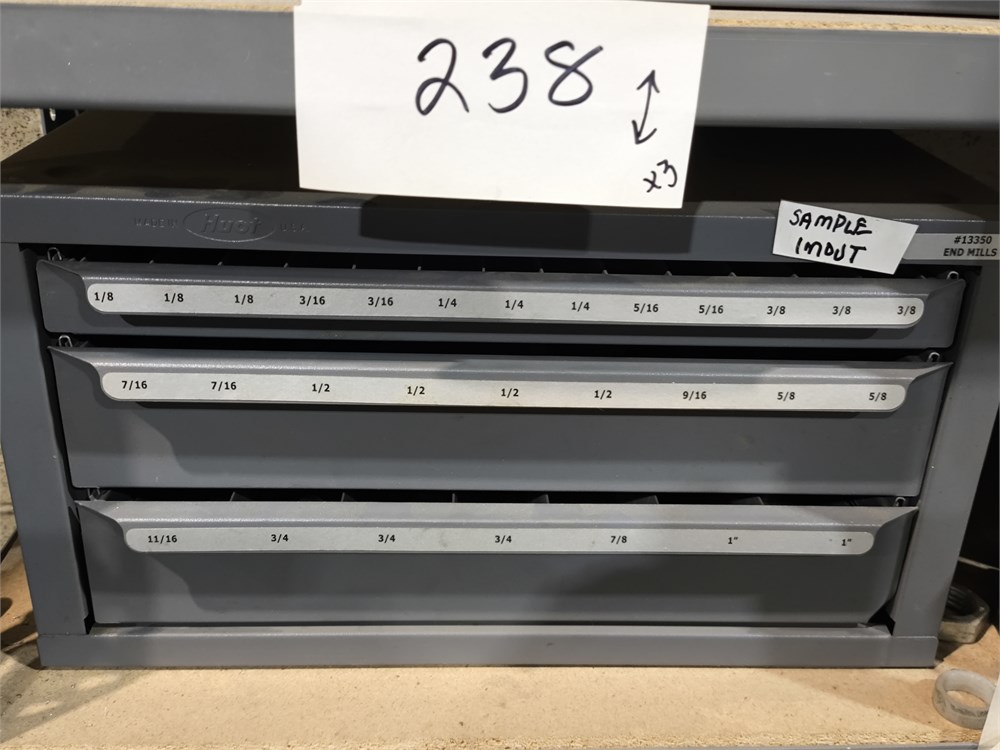 238
x3
MADE IN Huot U.S.A.
SAMPLE
IMOUT
#13350
END MILLS
1/8 1/8 1/8 3/16 3/16 1/4 1/4 1/4 5/16 5/16 3/8 3/8 3/8
7/16 7/16 1/2 1/2 1/2 1/2 9/16 5/8 5/8
11/16 3/4 3/4 3/4 7/8 1" 1"